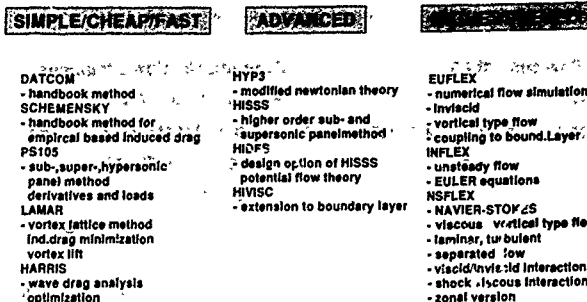 SIMPLE/CHEAP/FAST
DATCOM
- handbook method
SCHEMENSKY
- handbook method for
empircal based induced drag
PS105
- sub-,super-,hypersonic
panel method
derivatives and loads
LAMAR
- vortex lattice method
ind.drag minimization
vortex lift
HARRIS
- wave drag analysis
optimization
ADVANCED
HYP3
- modified newtonian theory
HISSS
- higher order sub- and
supersonic panelmethod
HIDES
- design option of HISSS
potential flow theory
HIVISC
- extension to boundary layer
EUFLEX
- numerical flow simulation
- inviscid
- vortical type flow
- coupling to bound.Layer
INFLEX
- unsteady flow
- EULER equations
NSFLEX
- NAVIER-STOKES
- viscous vortical type
- laminar, turbulent
- separated flow
- viscid/inviscid interaction
- shock viscous interaction
- zonal version